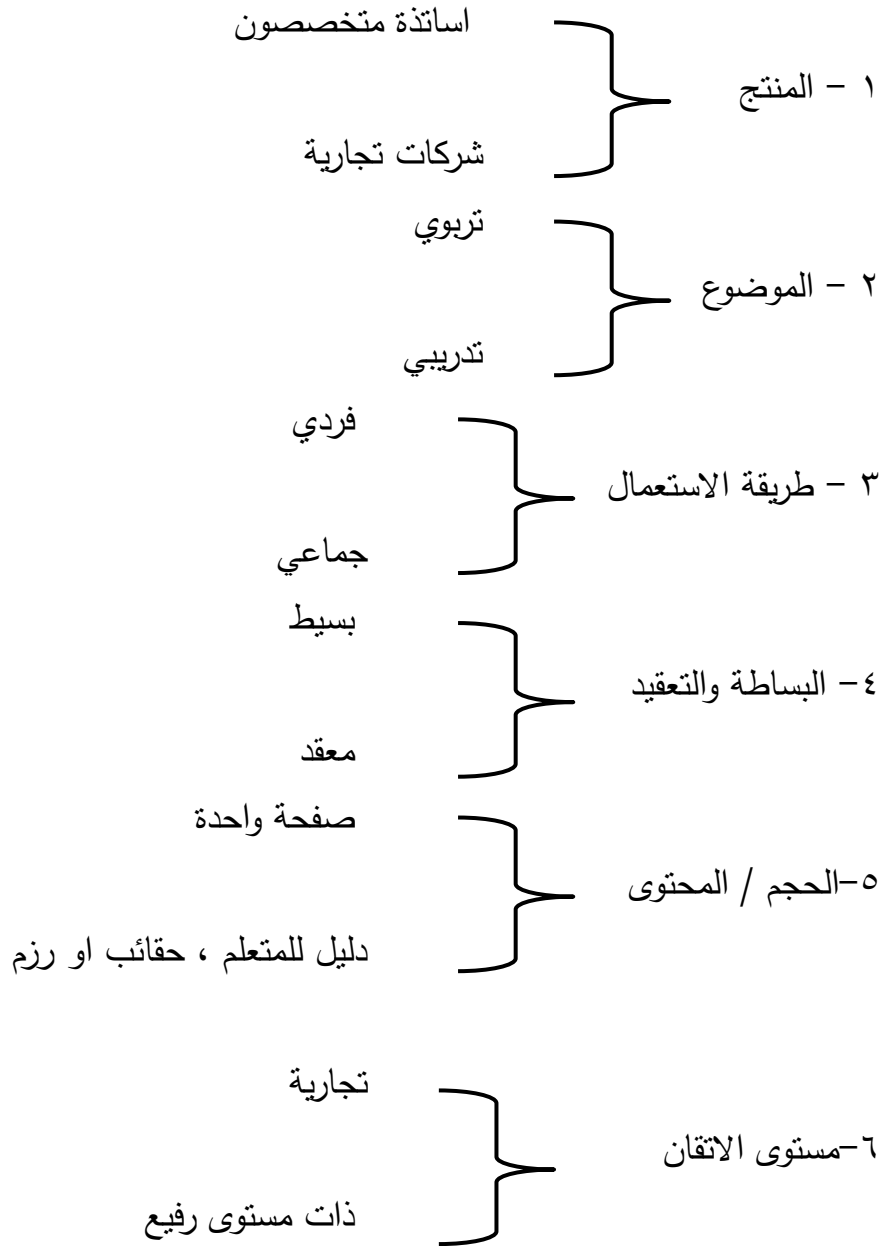 اساتذة متخصصون
١ - المنتج
شركات تجارية
تربوي
٢ - الموضوع
تدريبي
فردي
٣ - طريقة الاستعمال
جماعي
بسيط
٤- البساطة والتعقيد
معقد
صفحة واحدة
٥-الحجم / المحتوى
دليل للمتعلم ، حقائب او رزم
تجارية
٦-مستوى الاتقان
ذات مستوى رفيع